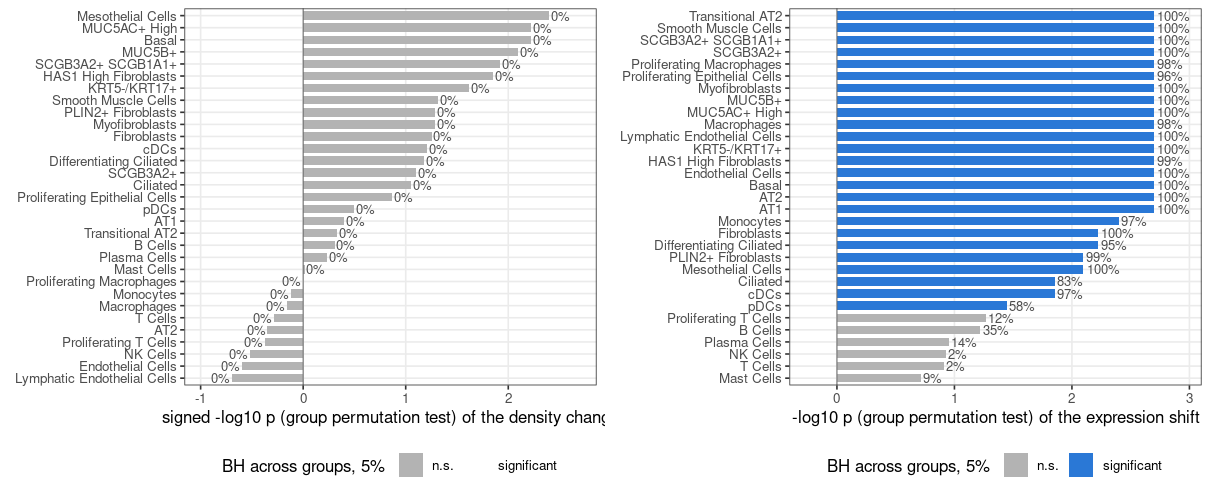 Mesothelial Cells 0%
MUC5AC+ High 0%
Basal 0%
MUC5B+ 0%
SCGB3A2+ SCGB1A1+ 0%
HAS1 High Fibroblasts 0%
KRT5-/KRT17+ 0%
Smooth Muscle Cells 0%
PLIN2+ Fibroblasts 0%
Myofibroblasts 0%
Fibroblasts 0%
cDCs 0%
Differentiating Ciliated 0%
SCGB3A2+ 0%
Ciliated 0%
Proliferating Epithelial Cells 0%
pDCs 0%
AT1 0%
Transitional AT2 0%
B Cells 0%
Plasma Cells 0%
Mast Cells 0%
Proliferating Macrophages 0%
Monocytes 0%
Macrophages 0%
T Cells 0%
AT2 0%
Proliferating T Cells 0%
NK Cells 0%
Endothelial Cells 0%
Lymphatic Endothelial Cells 0%
-1 0 1 2
signed -log10 p (group permutation test) of the density chang
BH across groups, 5% n.s. significant
Transitional AT2 100%
Smooth Muscle Cells 100%
SCGB3A2+ SCGB1A1+ 100%
SCGB3A2+ 100%
Proliferating Macrophages 98%
Proliferating Epithelial Cells 96%
Myofibroblasts 100%
MUC5B+ 100%
MUC5AC+ High 100%
Macrophages 98%
Lymphatic Endothelial Cells 100%
KRT5-/KRT17+ 100%
HAS1 High Fibroblasts 99%
Endothelial Cells 100%
Basal 100%
AT2 100%
AT1 100%
Monocytes 97%
Fibroblasts 100%
Differentiating Ciliated 95%
PLIN2+ Fibroblasts 99%
Mesothelial Cells 100%
Ciliated 83%
cDCs 97%
pDCs 58%
Proliferating T Cells 12%
B Cells 35%
Plasma Cells 14%
NK Cells 2%
T Cells 2%
Mast Cells 9%
0 1 2 3
-log10 p (group permutation test) of the expression shift
BH across groups, 5% n.s. significant